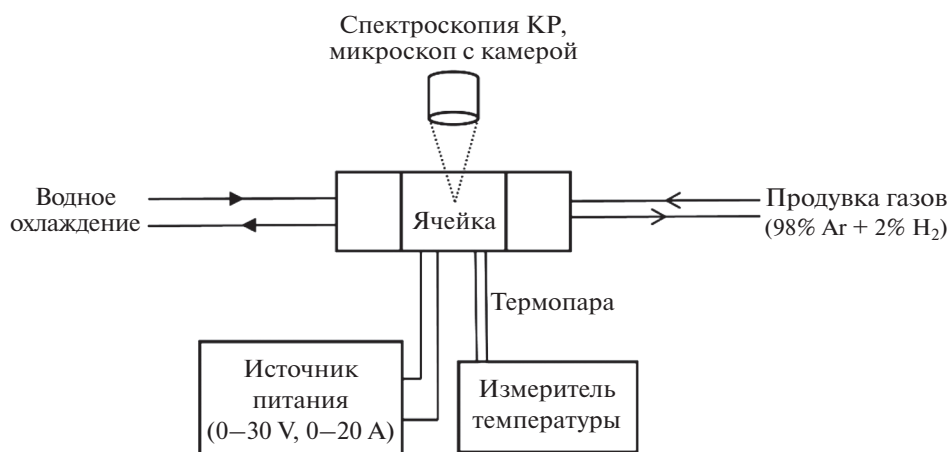 Спектроскопия КР,
микроскоп с камерой
Водное
охлаждение
Ячейка
Продувка газов
(98% Ar + 2% H₂)
Термопара
Источник
питания
(0–30 V, 0–20 A)
Измеритель
температуры